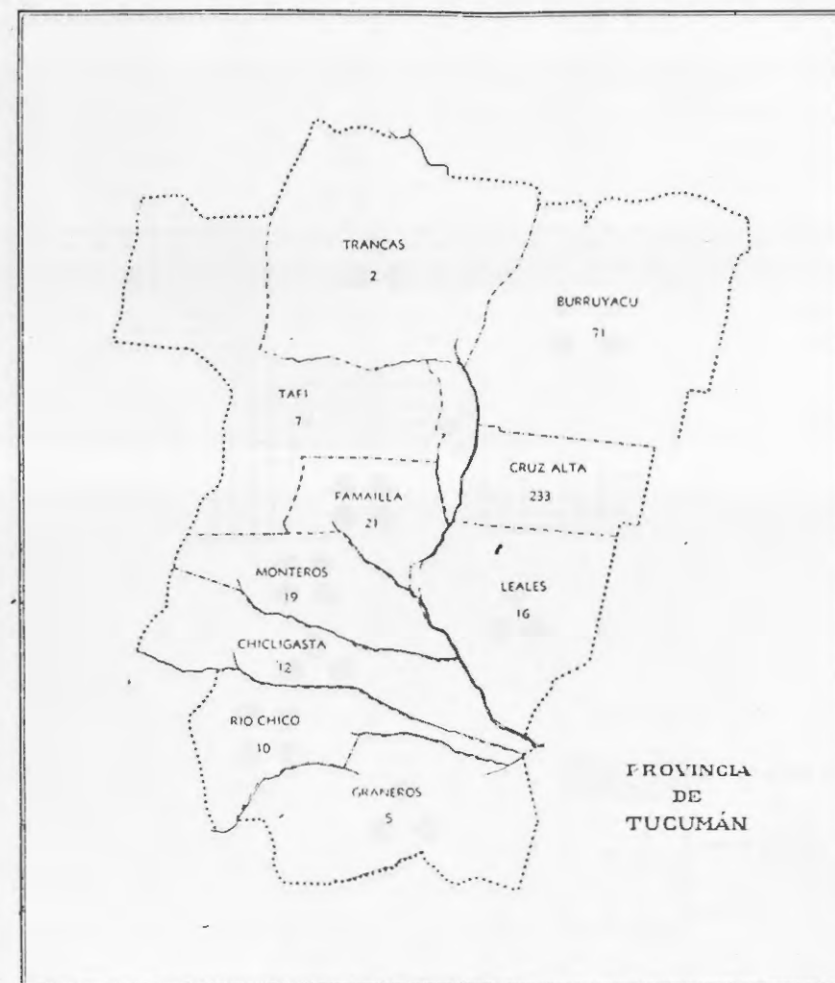 TRANCAS
2
BURRUYACU
71
TAFI
7
CRUZ ALTA
233
FAMAILLA
21
MONTEROS
19
LEALES
16
CHICLIGASTA
12
RIO CHICO
10
GRANEROS
5
PROVINCIA
DE
TUCUMÁN